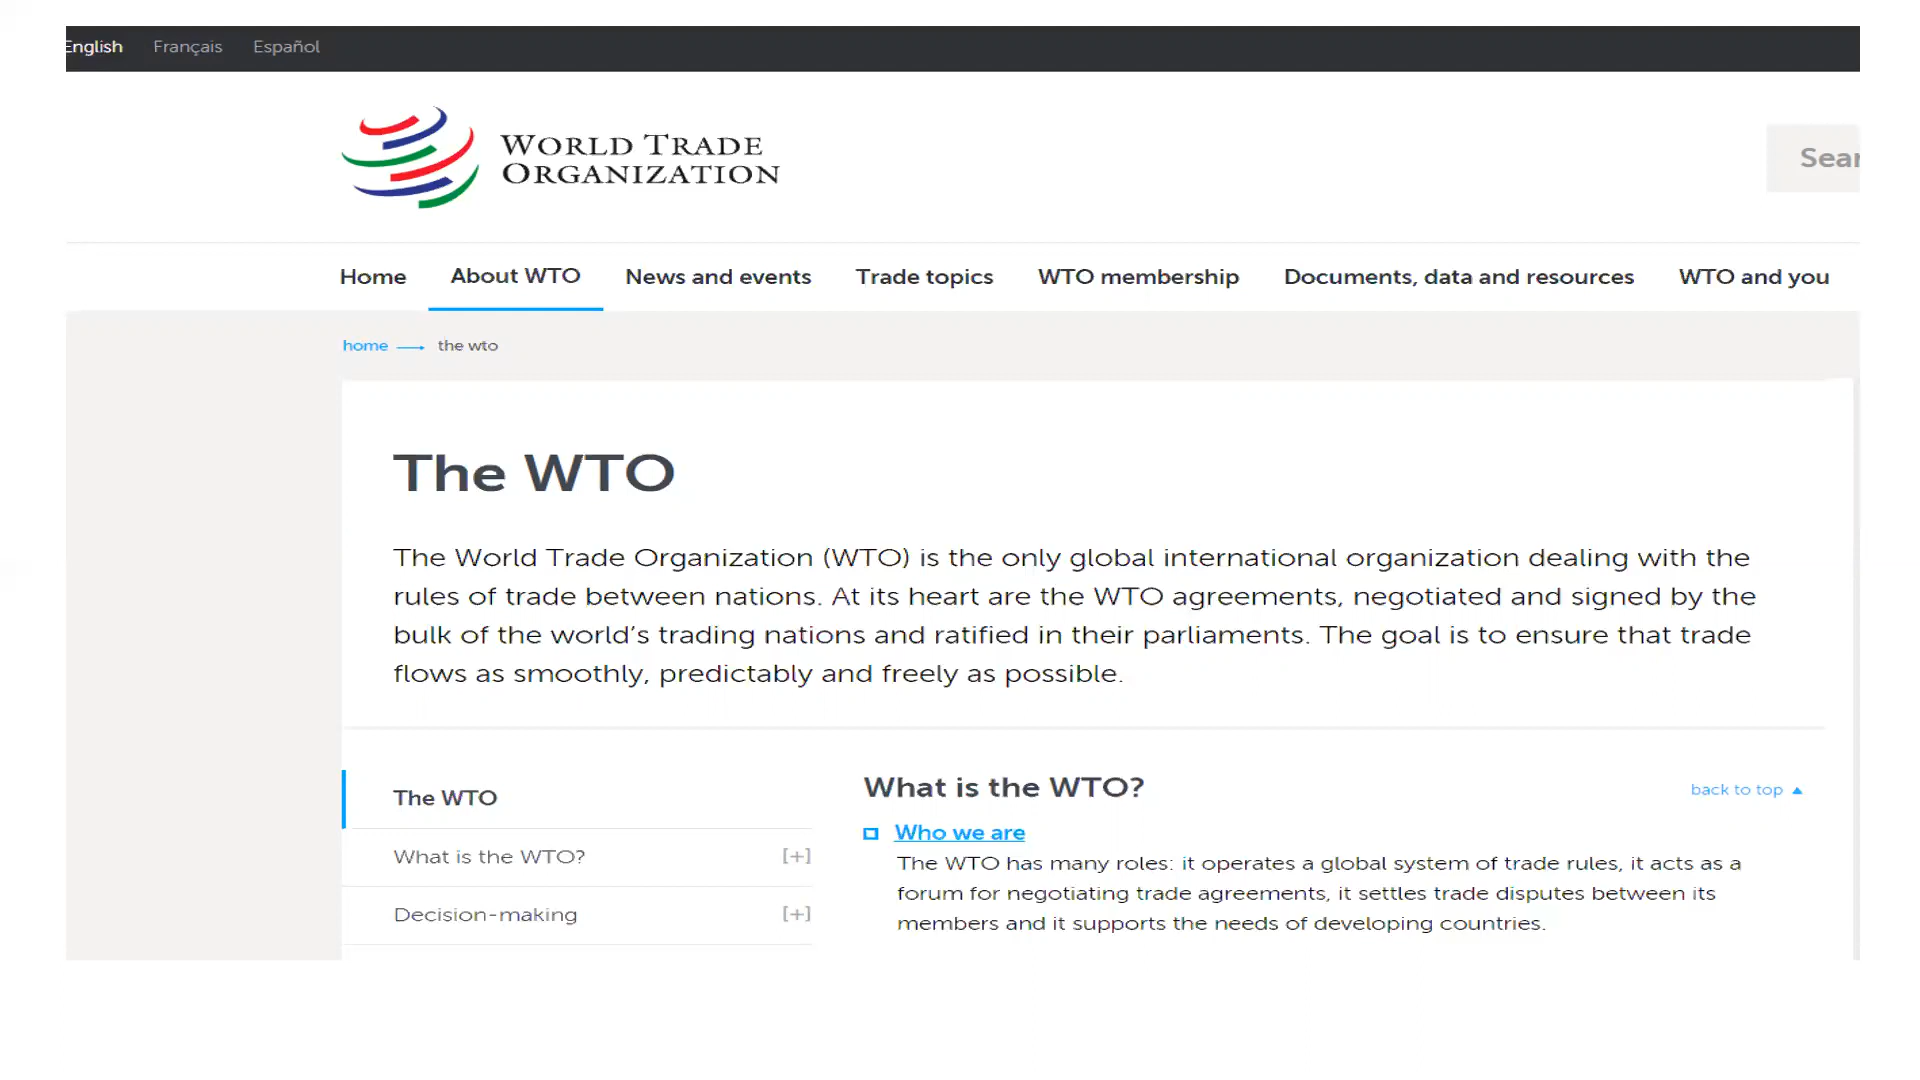 English Français Español
WORLD TRADE
ORGANIZATION
Sear
Home About WTO News and events Trade topics WTO membership Documents, data and resources WTO and you
home the wto
The WTO
The World Trade Organization (WTO) is the only global international organization dealing with the
rules of trade between nations. At its heart are the WTO agreements, negotiated and signed by the
bulk of the world’s trading nations and ratified in their parliaments. The goal is to ensure that trade
flows as smoothly, predictably and freely as possible.
The WTO
What is the WTO? [+]
Decision-making [+]
What is the WTO?
back to top
Who we are
The WTO has many roles: it operates a global system of trade rules, it acts as a
forum for negotiating trade agreements, it settles trade disputes between its
members and it supports the needs of developing countries.